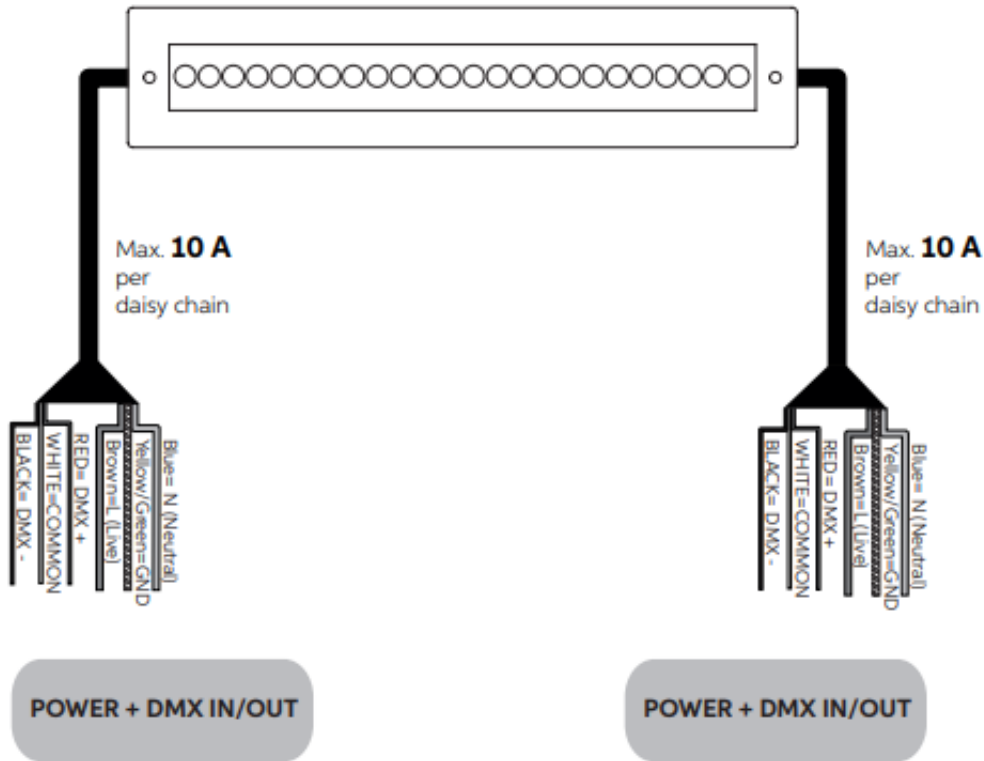 Max. 10 A
per
daisy chain
Max. 10 A
per
daisy chain
BLACK= DMX -
WHITE=COMMON
RED= DMX +
Brown=L (Live)
Yellow/Green=GND
Blue= N (Neutral)
BLACK= DMX -
WHITE=COMMON
RED= DMX +
Brown=L (Live)
Yellow/Green=GND
Blue= N (Neutral)
POWER + DMX IN/OUT
POWER + DMX IN/OUT